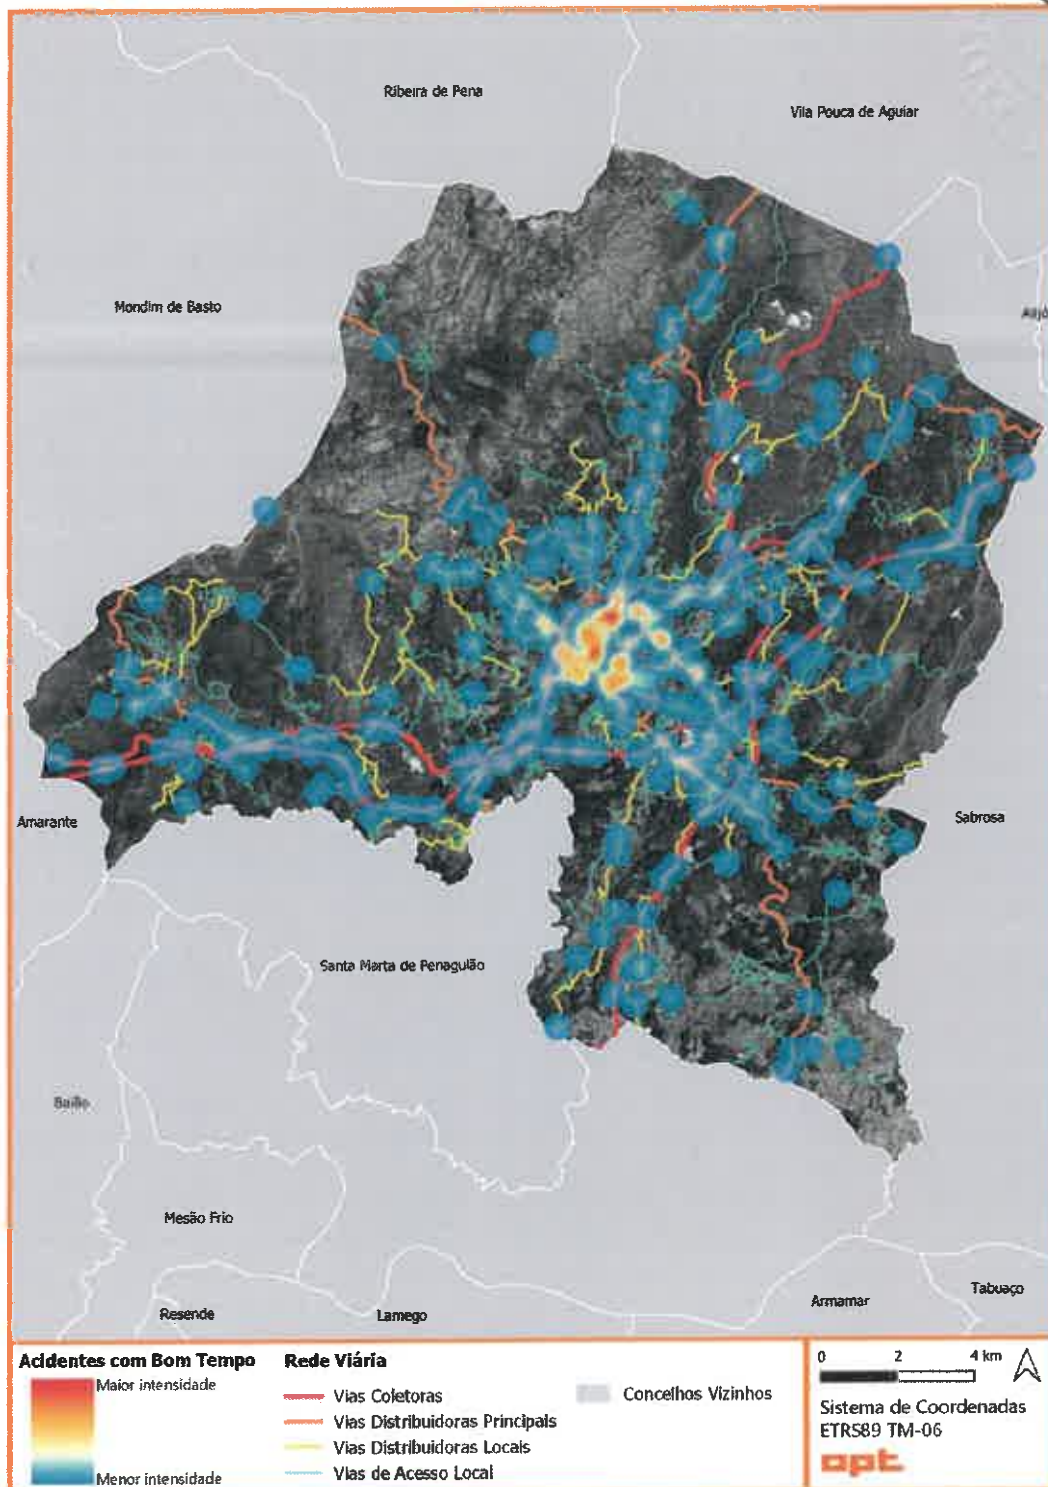 Ribeira de Pena
Vila Pouca de Aguiar
Mondim de Basto
Alijó
Amarante
Sabrosa
Santa Marta de Penaguião
Baião
Mesão Frio
Resende
Lamego
Armamar
Tabuaço
Acidentes com Bom Tempo
Maior intensidade
Menor intensidade
Rede Viária
Vias Coletoras
Vias Distribuidoras Principais
Vias Distribuidoras Locais
Vias de Acesso Local
Concelhos Vizinhos
0 2 4 km
Sistema de Coordenadas
ETRS89 TM-06
opt